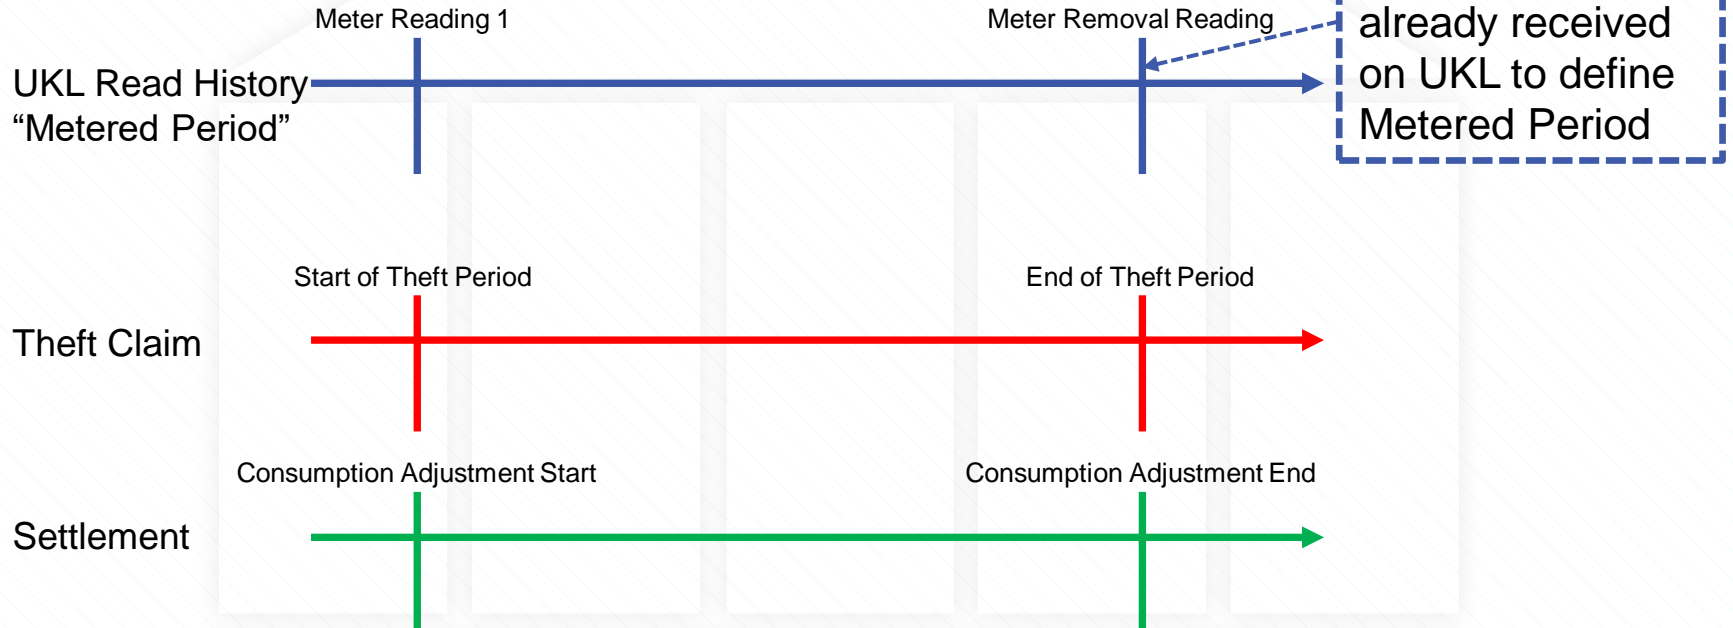 Meter Reading 1
Meter Removal Reading
already received
on UKL to define
Metered Period
UKL Read History
“Metered Period”
Start of Theft Period
End of Theft Period
Theft Claim
Consumption Adjustment Start
Consumption Adjustment End
Settlement